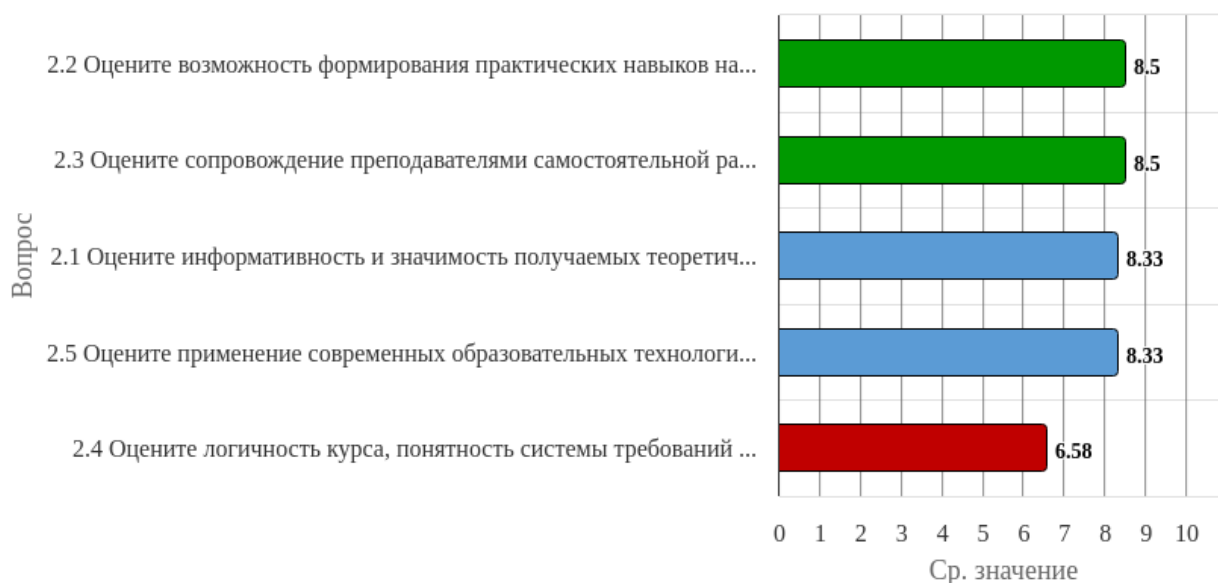 2.2 Оцените возможность формирования практических навыков на...
8.5
2.3 Оцените сопровождение преподавателями самостоятельной ра...
8.5
2.1 Оцените информативность и значимость получаемых теоретич...
8.33
2.5 Оцените применение современных образовательных технологи...
8.33
2.4 Оцените логичность курса, понятность системы требований ...
6.58
Вопрос
0 1 2 3 4 5 6 7 8 9 10
Ср. значение